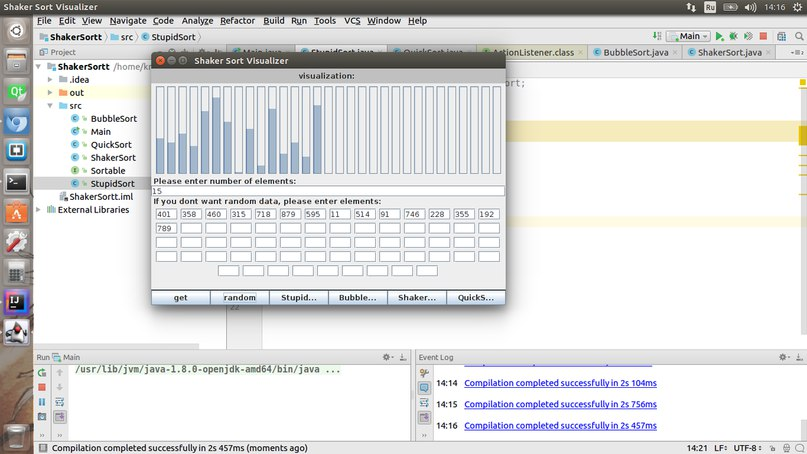 Shaker Sort Visualizer
Ru
14:16
File Edit View Navigate Code Analyze Refactor Build Run Tools VCS Window Help
ShakerSortt src StupidSort
Main
Project
Main.java StupidSort.java QuickSort.java ActionListener.class BubbleSort.java ShakerSort.java
ShakerSortt
.idea
out
src
BubbleSort
Main
QuickSort
ShakerSort
Sortable
StupidSort
ShakerSortt.iml
External Libraries
Shaker Sort Visualizer
visualization:
Please enter number of elements:
15
If you dont want random data, please enter elements:
401 358 460 315 718 879 595 11 514 91 746 228 355 192
789
get random Stupid... Bubble... Shaker... QuickS...
22
Run Main
/usr/lib/jvm/java-1.8.0-openjdk-amd64/bin/java ...
Event Log
14:14 Compilation completed successfully in 2s 104ms
14:15 Compilation completed successfully in 2s 756ms
14:16 Compilation completed successfully in 2s 457ms
Compilation completed successfully in 2s 457ms (moments ago)
14:21 LF÷ UTF-8÷